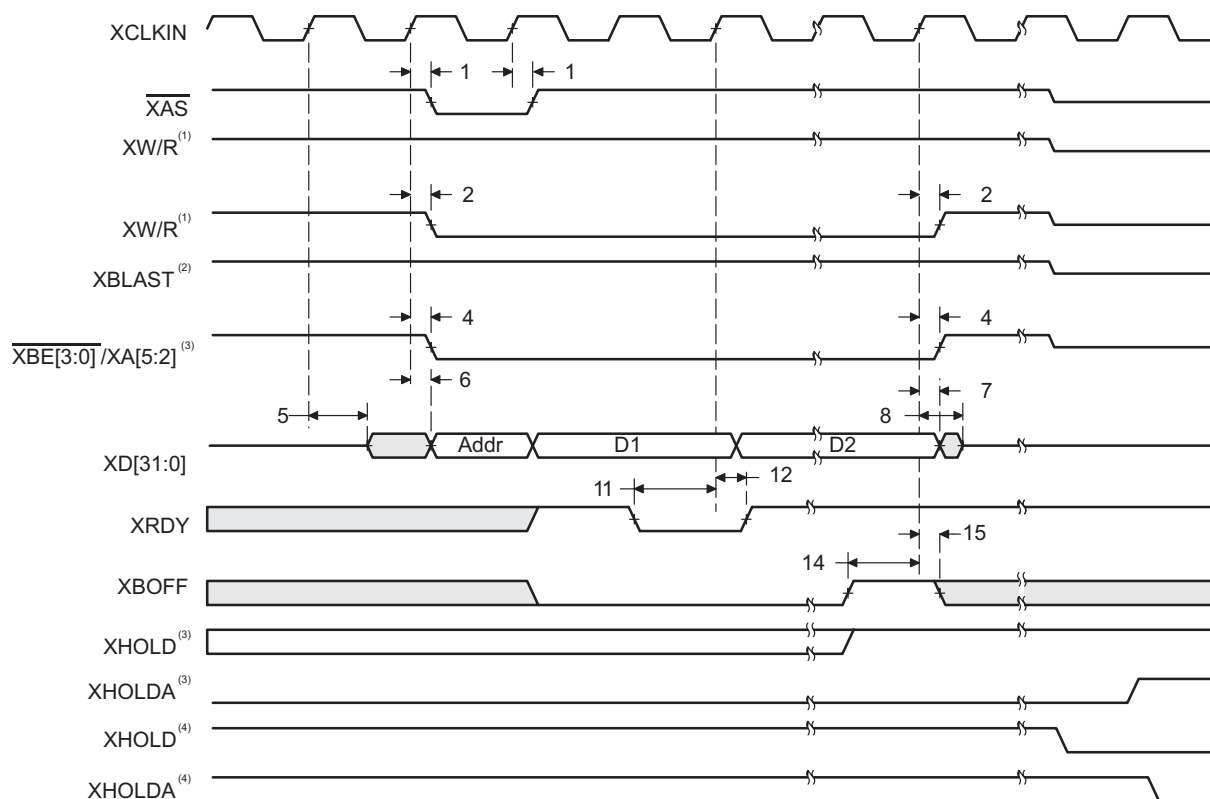 XCLKIN
1 1
XAS
XW/R(1)
2 2
XW/R(1)
XBLAST(2)
4 4
XBE[3:0]/XA[5:2](3)
6
7
5 8
Addr D1 D2
XD[31:0]
11 12
XRDY
15
14
XBOFF
XHOLD(3)
XHOLDA(3)
XHOLD(4)
XHOLDA(4)